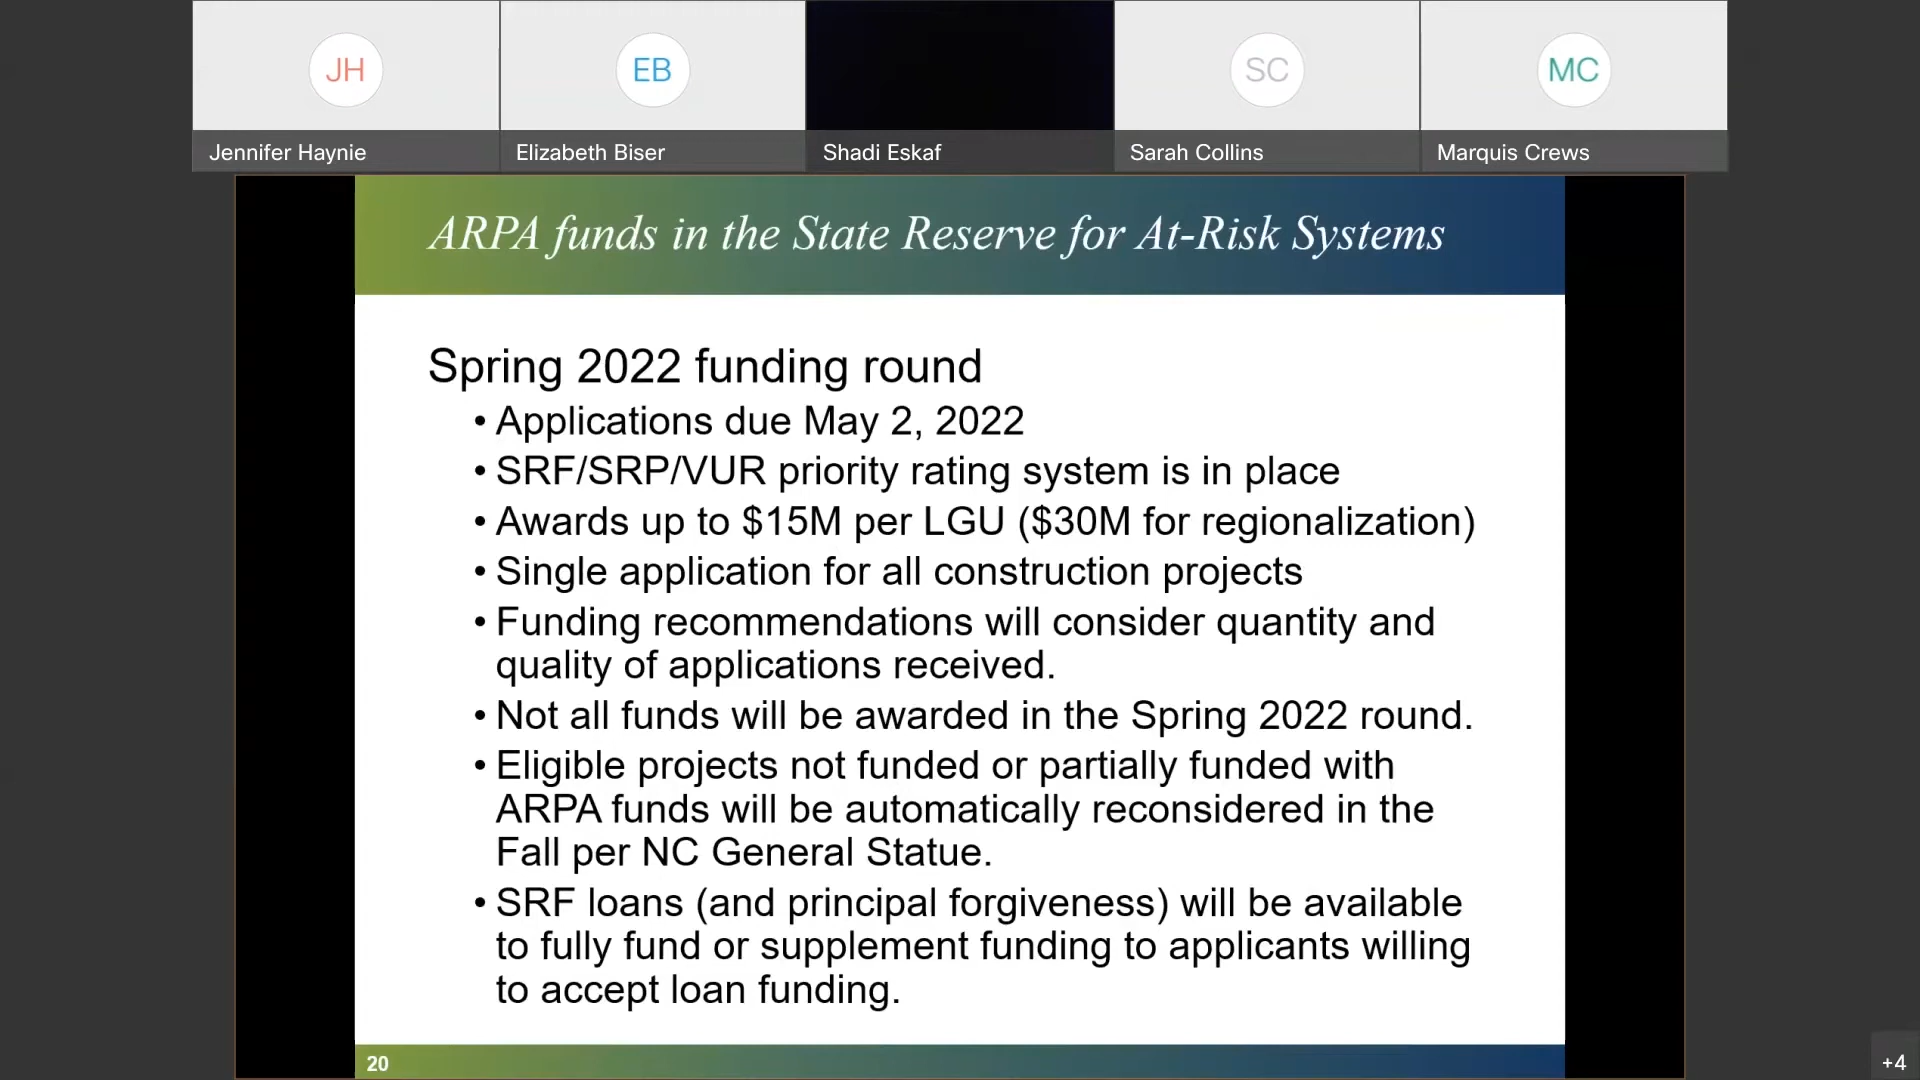 JH
EB
SC
MC
Jennifer Haynie
Elizabeth Biser
Shadi Eskaf
Sarah Collins
Marquis Crews
ARPA funds in the State Reserve for At-Risk Systems
Spring 2022 funding round
• Applications due May 2, 2022
• SRF/SRP/VUR priority rating system is in place
• Awards up to $15M per LGU ($30M for regionalization)
• Single application for all construction projects
• Funding recommendations will consider quantity and
quality of applications received.
• Not all funds will be awarded in the Spring 2022 round.
• Eligible projects not funded or partially funded with
ARPA funds will be automatically reconsidered in the
Fall per NC General Statue.
• SRF loans (and principal forgiveness) will be available
to fully fund or supplement funding to applicants willing
to accept loan funding.
20
+4